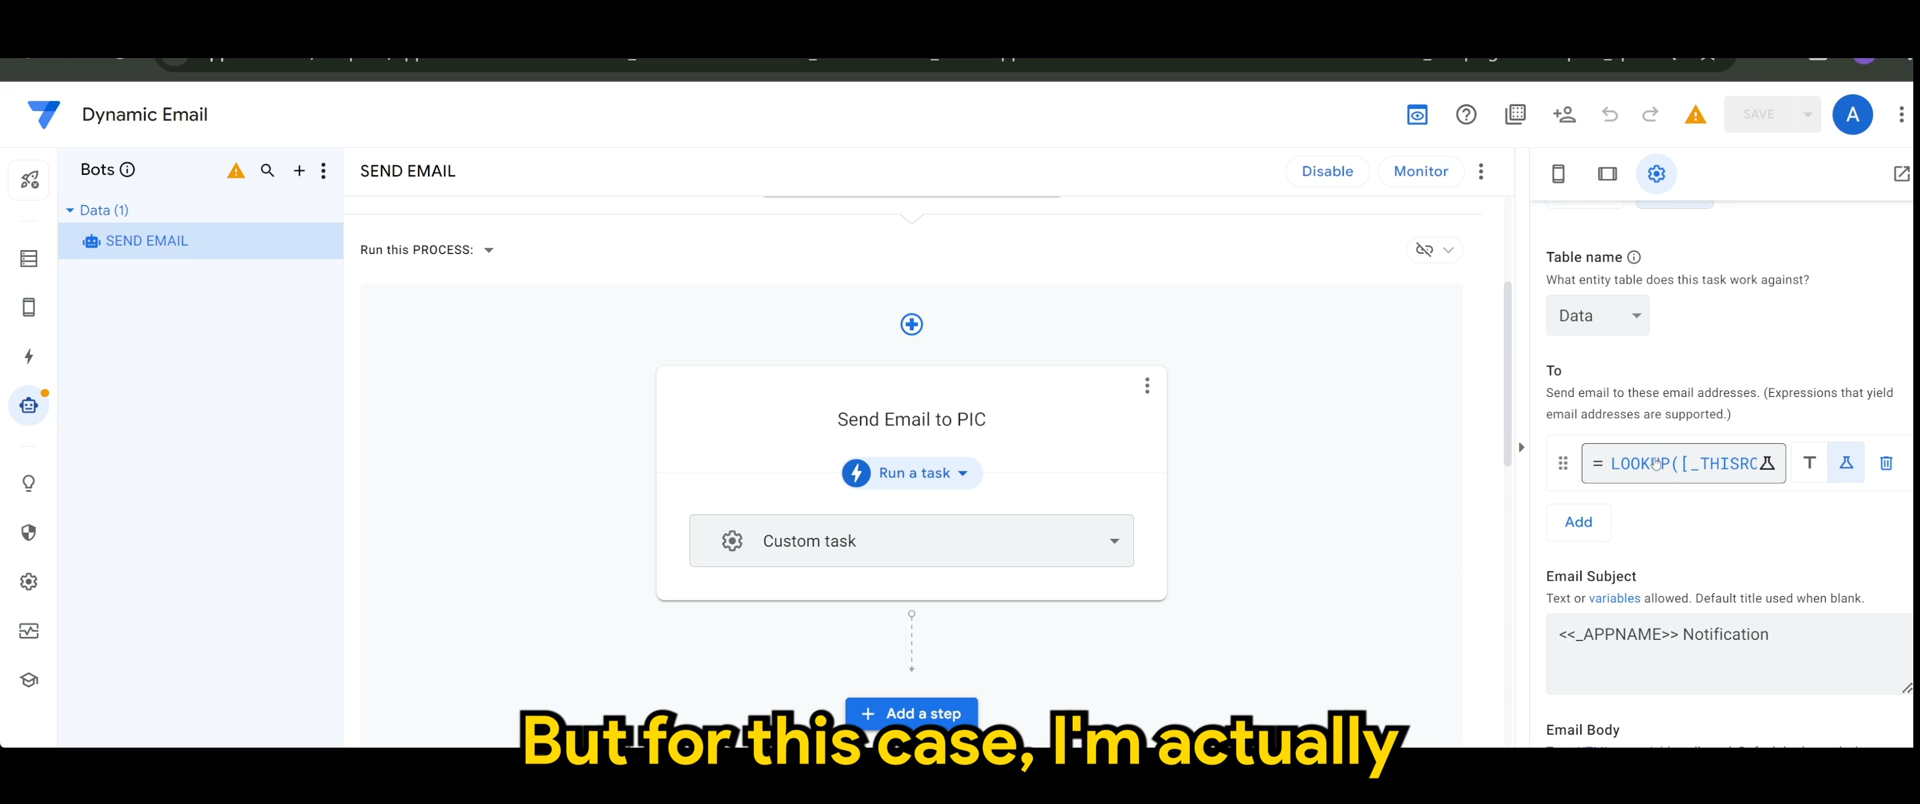 Dynamic Email
SAVE
A
Bots
Data (1)
SEND EMAIL
SEND EMAIL
Disable
Monitor
Run this PROCESS:
Send Email to PIC
Run a task
Custom task
+ Add a step
Table name
What entity table does this task work against?
Data
To
Send email to these email addresses. (Expressions that yield
email addresses are supported.)
= LOOKUP([_THISRO
T
Add
Email Subject
Text or variables allowed. Default title used when blank.
<<_APPNAME>> Notification
Email Body
But for this case, I'm actually